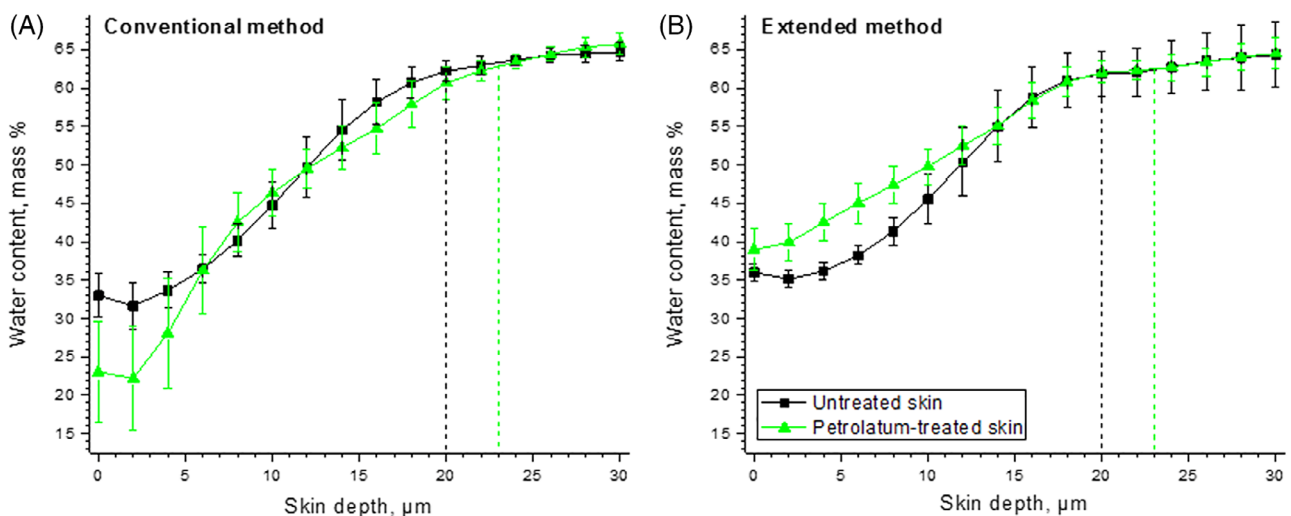 (A) Conventional method
Water content, mass %
65
60
55
50
45
40
35
30
25
20
15
0 5 10 15 20 25 30
Skin depth, µm
(B) Extended method
Water content, mass %
65
60
55
50
45
40
35
30
25
20
15
Untreated skin
Petrolatum-treated skin
0 5 10 15 20 25 30
Skin depth, µm